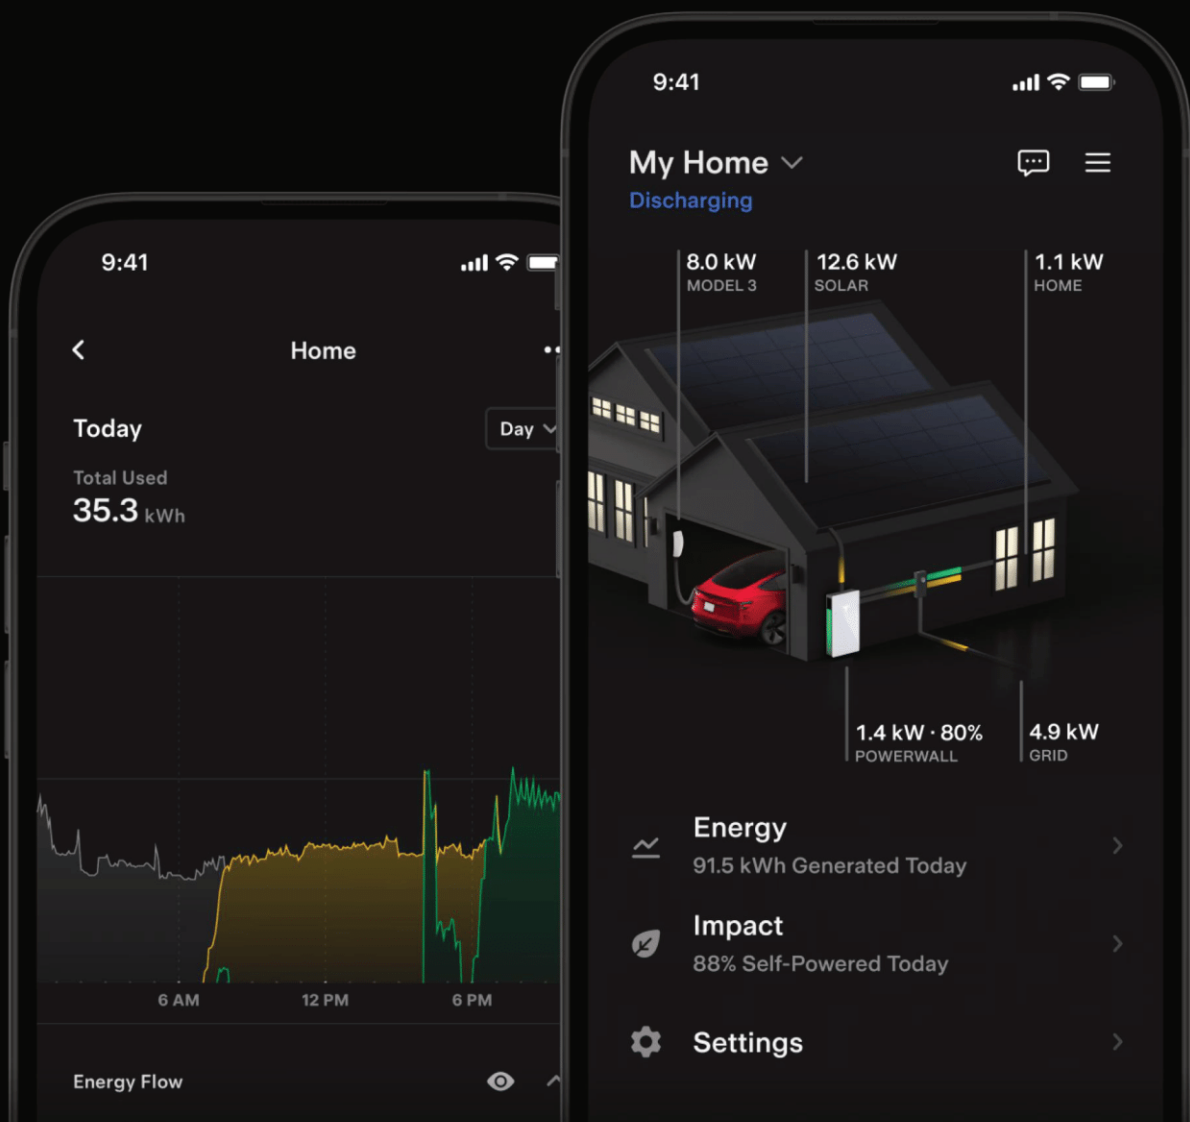 9:41
Home
Today
Day
Total Used
35.3 kWh
6 AM
12 PM
6 PM
Energy Flow
9:41
My Home
Discharging
8.0 kW
MODEL 3
12.6 kW
SOLAR
1.1 kW
HOME
1.4 kW · 80%
POWERWALL
4.9 kW
GRID
Energy
91.5 kWh Generated Today
Impact
88% Self-Powered Today
Settings